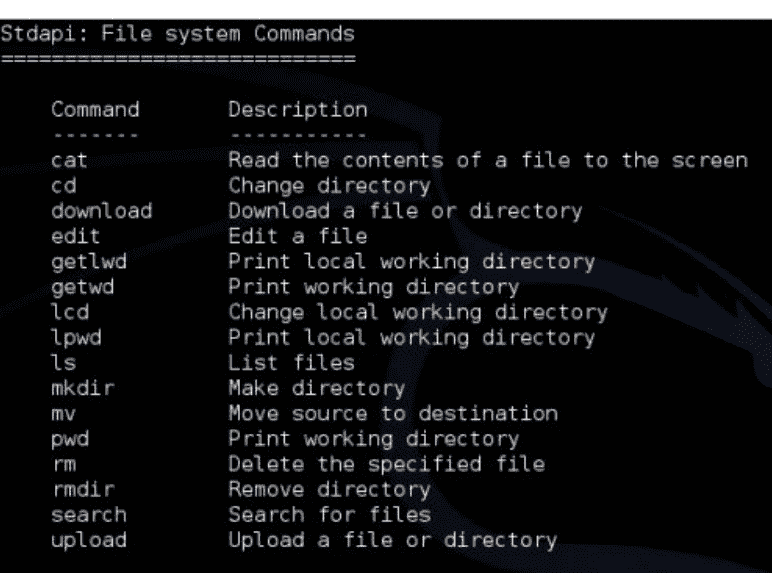 Stdapi: File system Commands
============================
Command Description
------- -----------
cat Read the contents of a file to the screen
cd Change directory
download Download a file or directory
edit Edit a file
getlwd Print local working directory
getwd Print working directory
lcd Change local working directory
lpwd Print local working directory
ls List files
mkdir Make directory
mv Move source to destination
pwd Print working directory
rm Delete the specified file
rmdir Remove directory
search Search for files
upload Upload a file or directory